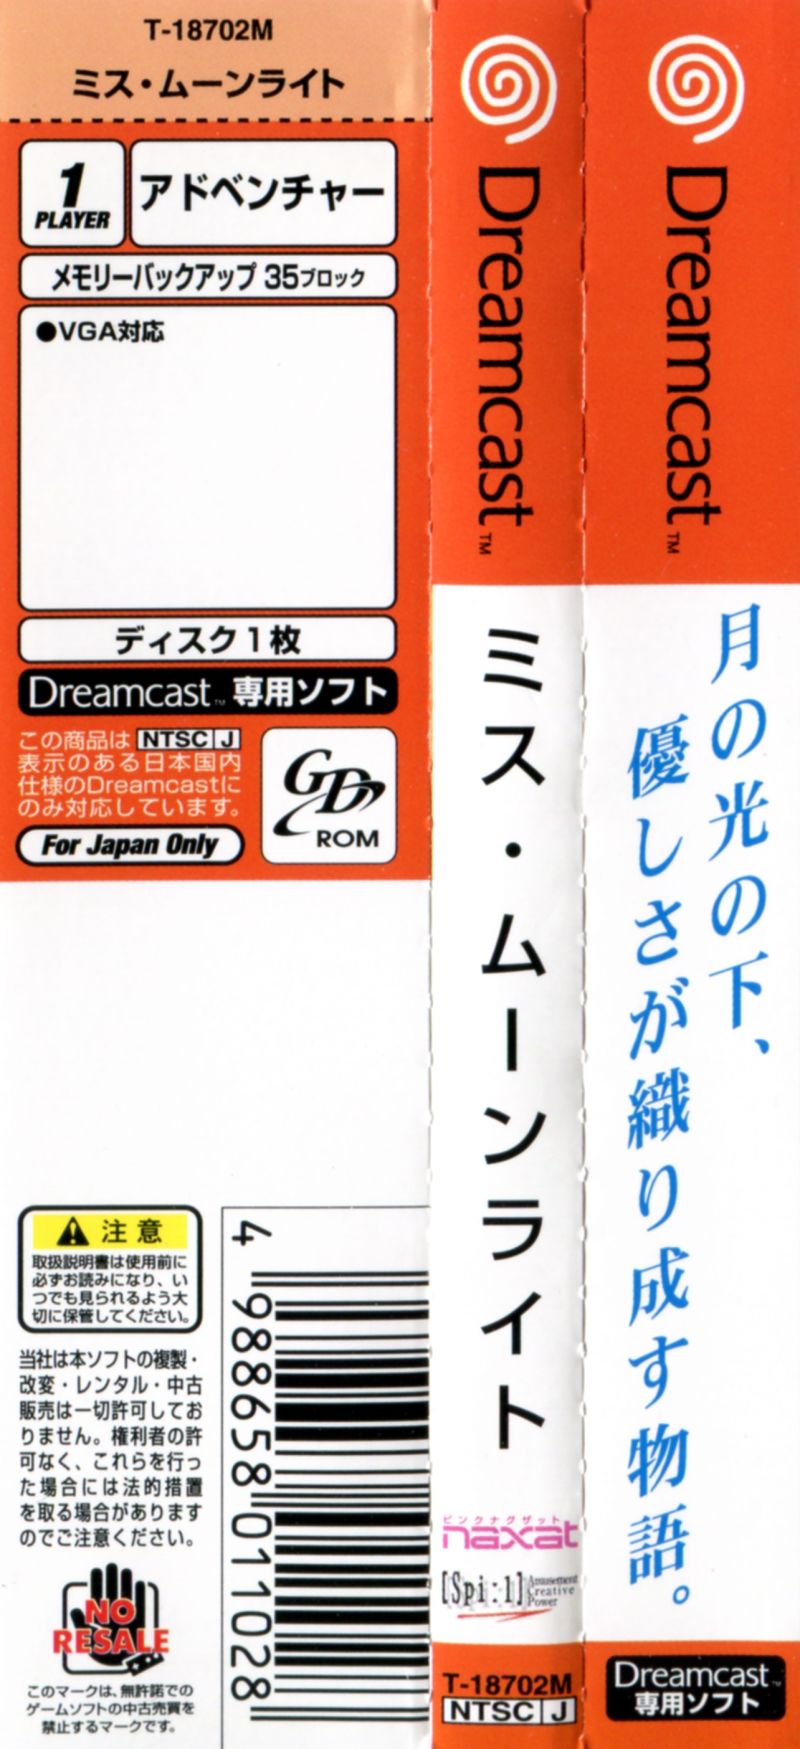 T-18702M
ミス・ムーンライト
1
PLAYER
アドベンチャー
メモリーバックアップ 35ブロック
●VGA対応
ディスク1枚
Dreamcast™ 専用ソフト
この商品は NTSC J
表示のある日本国内
仕様のDreamcastに
のみ対応しています。
For Japan Only
GD
ROM
注意
取扱説明書は使用前に
必ずお読みになり、い
つでも見られるよう大
切に保管してください。
当社は本ソフトの複製・
改変・レンタル・中古
販売は一切許可してお
りません。権利者の許
可なく、これらを行っ
た場合には法的措置
を取る場合があります
のでご注意ください。
NO
RESALE
このマークは、無許諾での
ゲームソフトの中古売買を
禁止するマークです。
4 988658 011028
Dreamcast™
ミス・ムーンライト
ピンクナグザット
naxat
[Spi:1] Amusement
Creative
Power
T-18702M
NTSC J
Dreamcast™
月の光の下、
優しさが織り成す物語。
Dreamcast™
専用ソフト